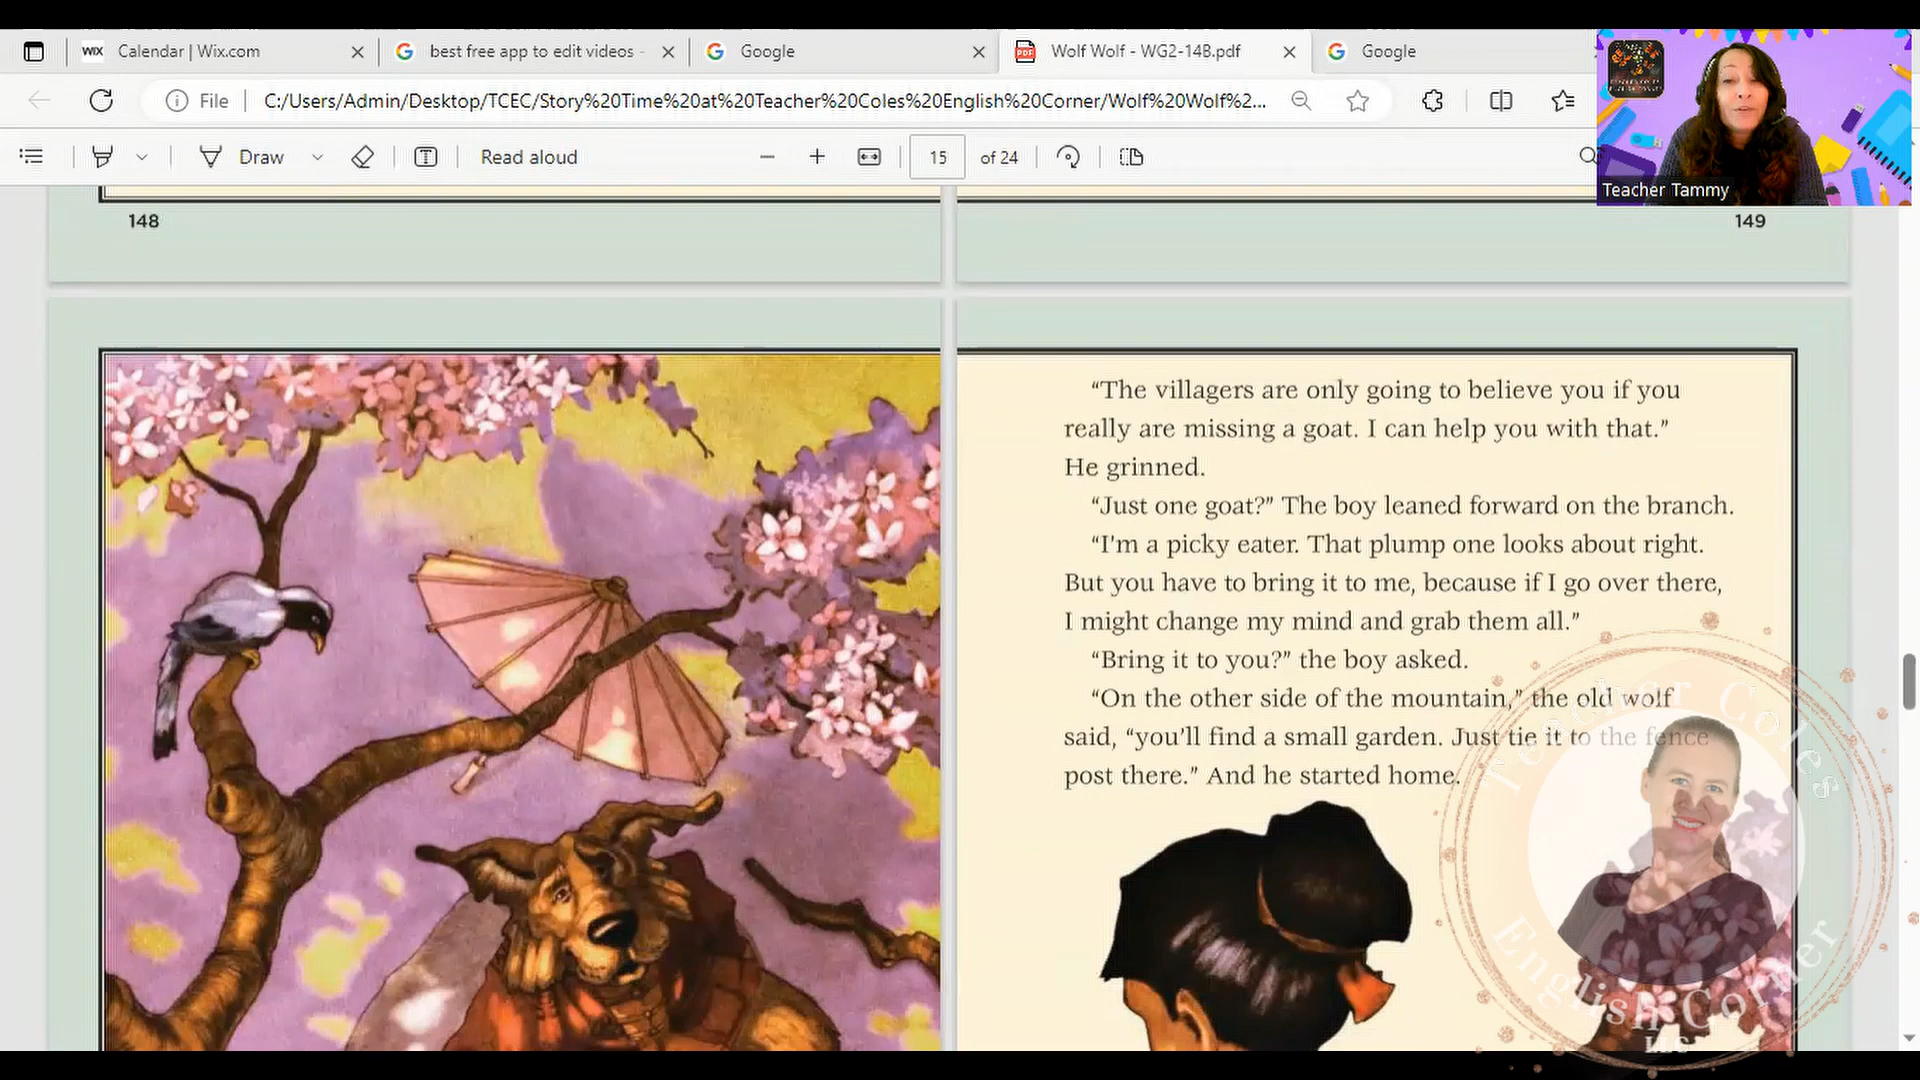 WIX Calendar | Wix.com
best free app to edit videos -
Google
PDF Wolf Wolf - WG2-14B.pdf
Google
File
C:/Users/Admin/Desktop/TCEC/Story%20Time%20at%20Teacher%20Coles%20English%20Corner/Wolf%20Wolf%2...
Draw
Read aloud
15 of 24
Teacher Tammy
148
149
“The villagers are only going to believe you if you
really are missing a goat. I can help you with that.”
He grinned.
“Just one goat?” The boy leaned forward on the branch.
“I'm a picky eater. That plump one looks about right.
But you have to bring it to me, because if I go over there,
I might change my mind and grab them all.”
“Bring it to you?” the boy asked.
“On the other side of the mountain,” the old wolf
said, “you’ll find a small garden. Just tie it to the fence
post there.” And he started home.
Teacher Coles
English Corner
LLC